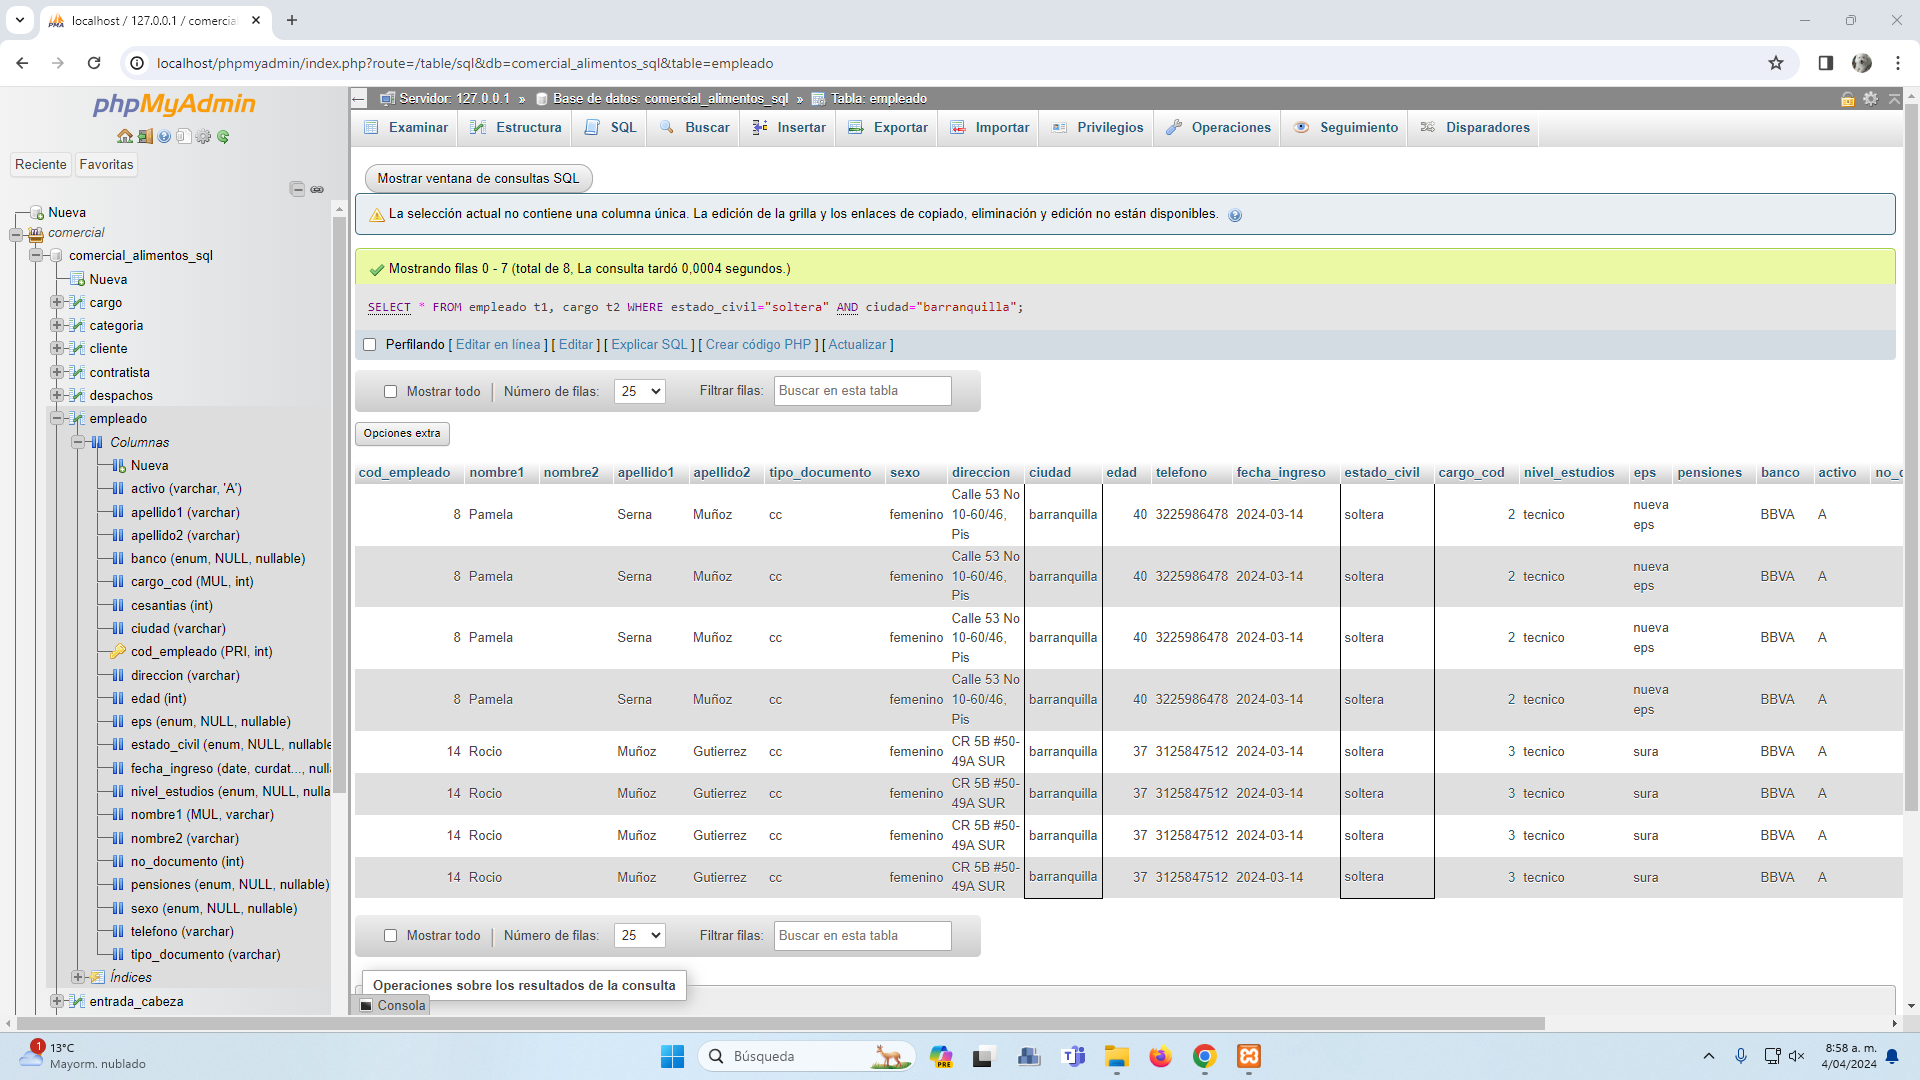 localhost / 127.0.0.1 / comercia
localhost/phpmyadmin/index.php?route=/table/sql&db=comercial_alimentos_sql&table=empleado
phpMyAdmin
Reciente Favoritas
Nueva
comercial
comercial_alimentos_sql
Nueva
cargo
categoria
cliente
contratista
despachos
empleado
Columnas
Nueva
activo (varchar, 'A')
apellido1 (varchar)
apellido2 (varchar)
banco (enum, NULL, nullable)
cargo_cod (MUL, int)
cesantias (int)
ciudad (varchar)
cod_empleado (PRI, int)
direccion (varchar)
edad (int)
eps (enum, NULL, nullable)
estado_civil (enum, NULL, nullable
fecha_ingreso (date, curdat..., null
nivel_estudios (enum, NULL, nulla
nombre1 (MUL, varchar)
nombre2 (varchar)
no_documento (int)
pensiones (enum, NULL, nullable)
sexo (enum, NULL, nullable)
telefono (varchar)
tipo_documento (varchar)
Índices
entrada_cabeza
Servidor: 127.0.0.1 » Base de datos: comercial_alimentos_sql » Tabla: empleado
Examinar Estructura SQL Buscar Insertar Exportar Importar Privilegios Operaciones Seguimiento Disparadores
Mostrar ventana de consultas SQL
La selección actual no contiene una columna única. La edición de la grilla y los enlaces de copiado, eliminación y edición no están disponibles.
Mostrando filas 0 - 7 (total de 8, La consulta tardó 0,0004 segundos.)
SELECT * FROM empleado t1, cargo t2 WHERE estado_civil="soltera" AND ciudad="barranquilla";
Perfilando [ Editar en línea ] [ Editar ] [ Explicar SQL ] [ Crear código PHP ] [ Actualizar ]
Mostrar todo Número de filas: 25 Filtrar filas: Buscar en esta tabla
Opciones extra
cod_empleado nombre1 nombre2 apellido1 apellido2 tipo_documento sexo direccion ciudad edad telefono fecha_ingreso estado_civil cargo_cod nivel_estudios eps pensiones banco activo no_d
8 Pamela Serna Muñoz cc femenino Calle 53 No 10-60/46, Pis barranquilla 40 3225986478 2024-03-14 soltera 2 tecnico nueva eps BBVA A
8 Pamela Serna Muñoz cc femenino Calle 53 No 10-60/46, Pis barranquilla 40 3225986478 2024-03-14 soltera 2 tecnico nueva eps BBVA A
8 Pamela Serna Muñoz cc femenino Calle 53 No 10-60/46, Pis barranquilla 40 3225986478 2024-03-14 soltera 2 tecnico nueva eps BBVA A
8 Pamela Serna Muñoz cc femenino Calle 53 No 10-60/46, Pis barranquilla 40 3225986478 2024-03-14 soltera 2 tecnico nueva eps BBVA A
14 Rocio Muñoz Gutierrez cc femenino CR 5B #50-49A SUR barranquilla 37 3125847512 2024-03-14 soltera 3 tecnico sura BBVA A
14 Rocio Muñoz Gutierrez cc femenino CR 5B #50-49A SUR barranquilla 37 3125847512 2024-03-14 soltera 3 tecnico sura BBVA A
14 Rocio Muñoz Gutierrez cc femenino CR 5B #50-49A SUR barranquilla 37 3125847512 2024-03-14 soltera 3 tecnico sura BBVA A
14 Rocio Muñoz Gutierrez cc femenino CR 5B #50-49A SUR barranquilla 37 3125847512 2024-03-14 soltera 3 tecnico sura BBVA A
Mostrar todo Número de filas: 25 Filtrar filas: Buscar en esta tabla
Operaciones sobre los resultados de la consulta
Consola
1
13°C
Mayorm. nublado
Búsqueda
PRE
8:58 a. m.
4/04/2024